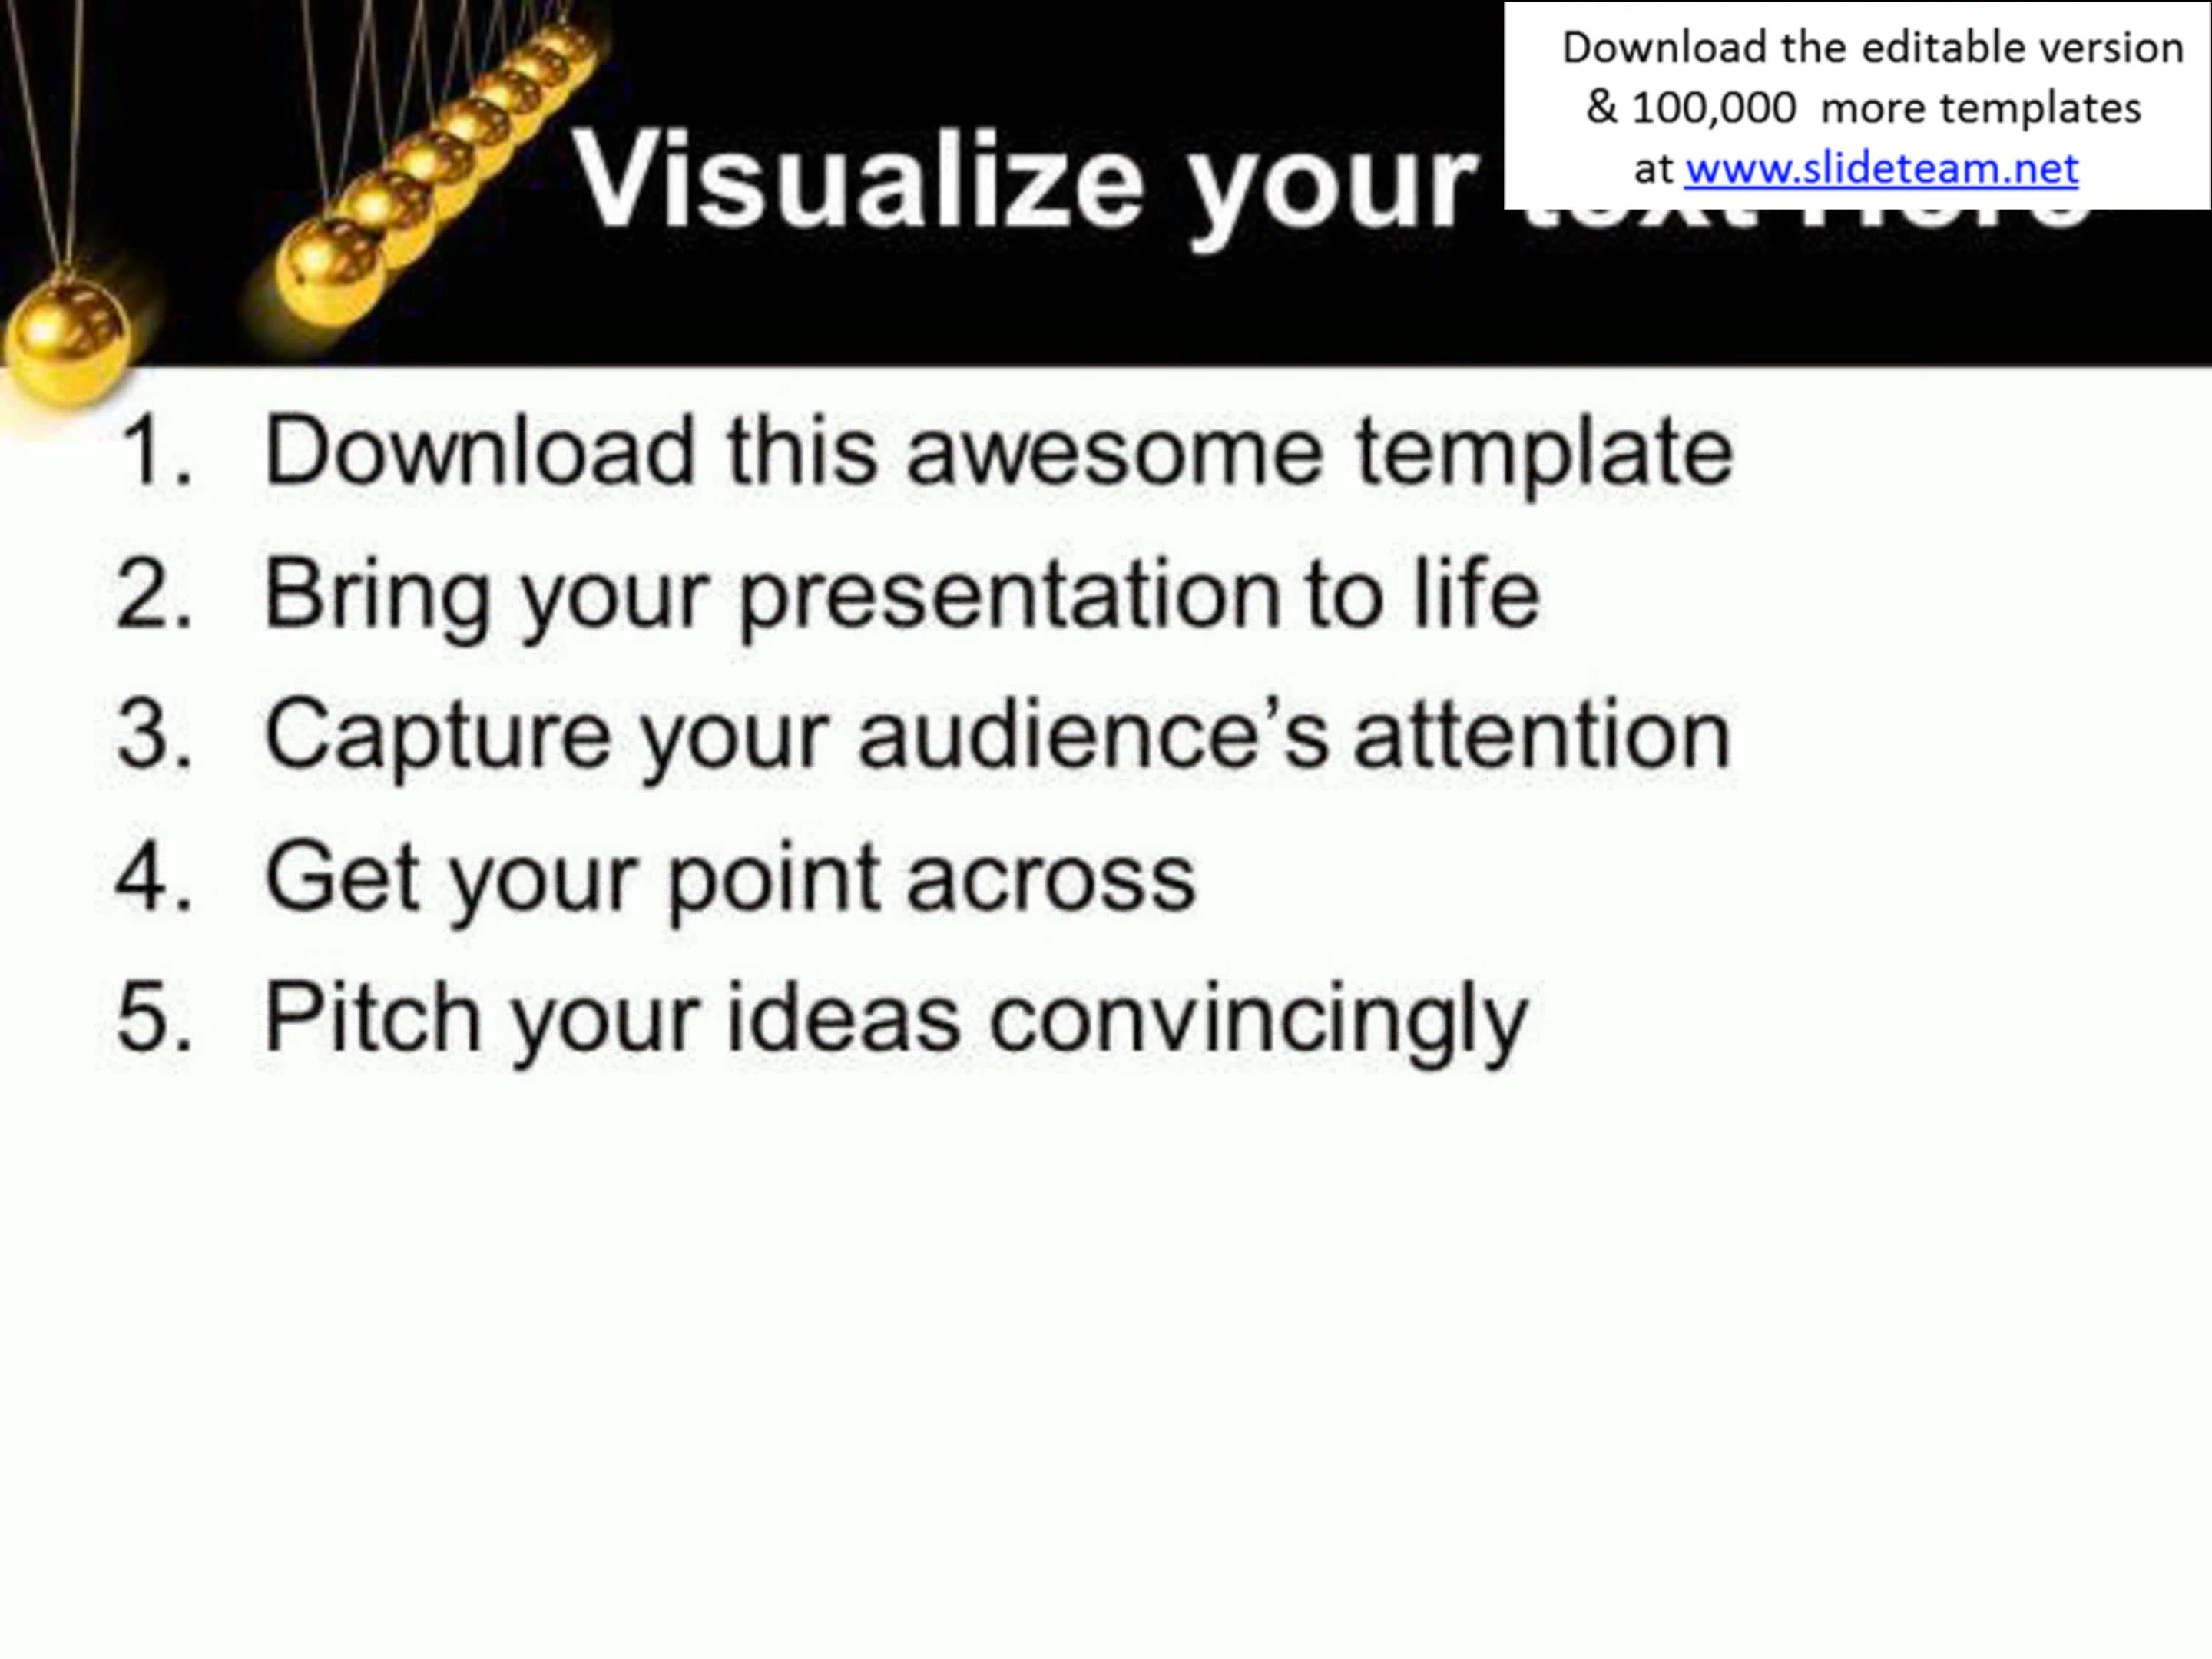 Download the editable version
& 100,000 more templates
at www.slideteam.net
Visualize your text Here
1. Download this awesome template
2. Bring your presentation to life
3. Capture your audience’s attention
4. Get your point across
5. Pitch your ideas convincingly